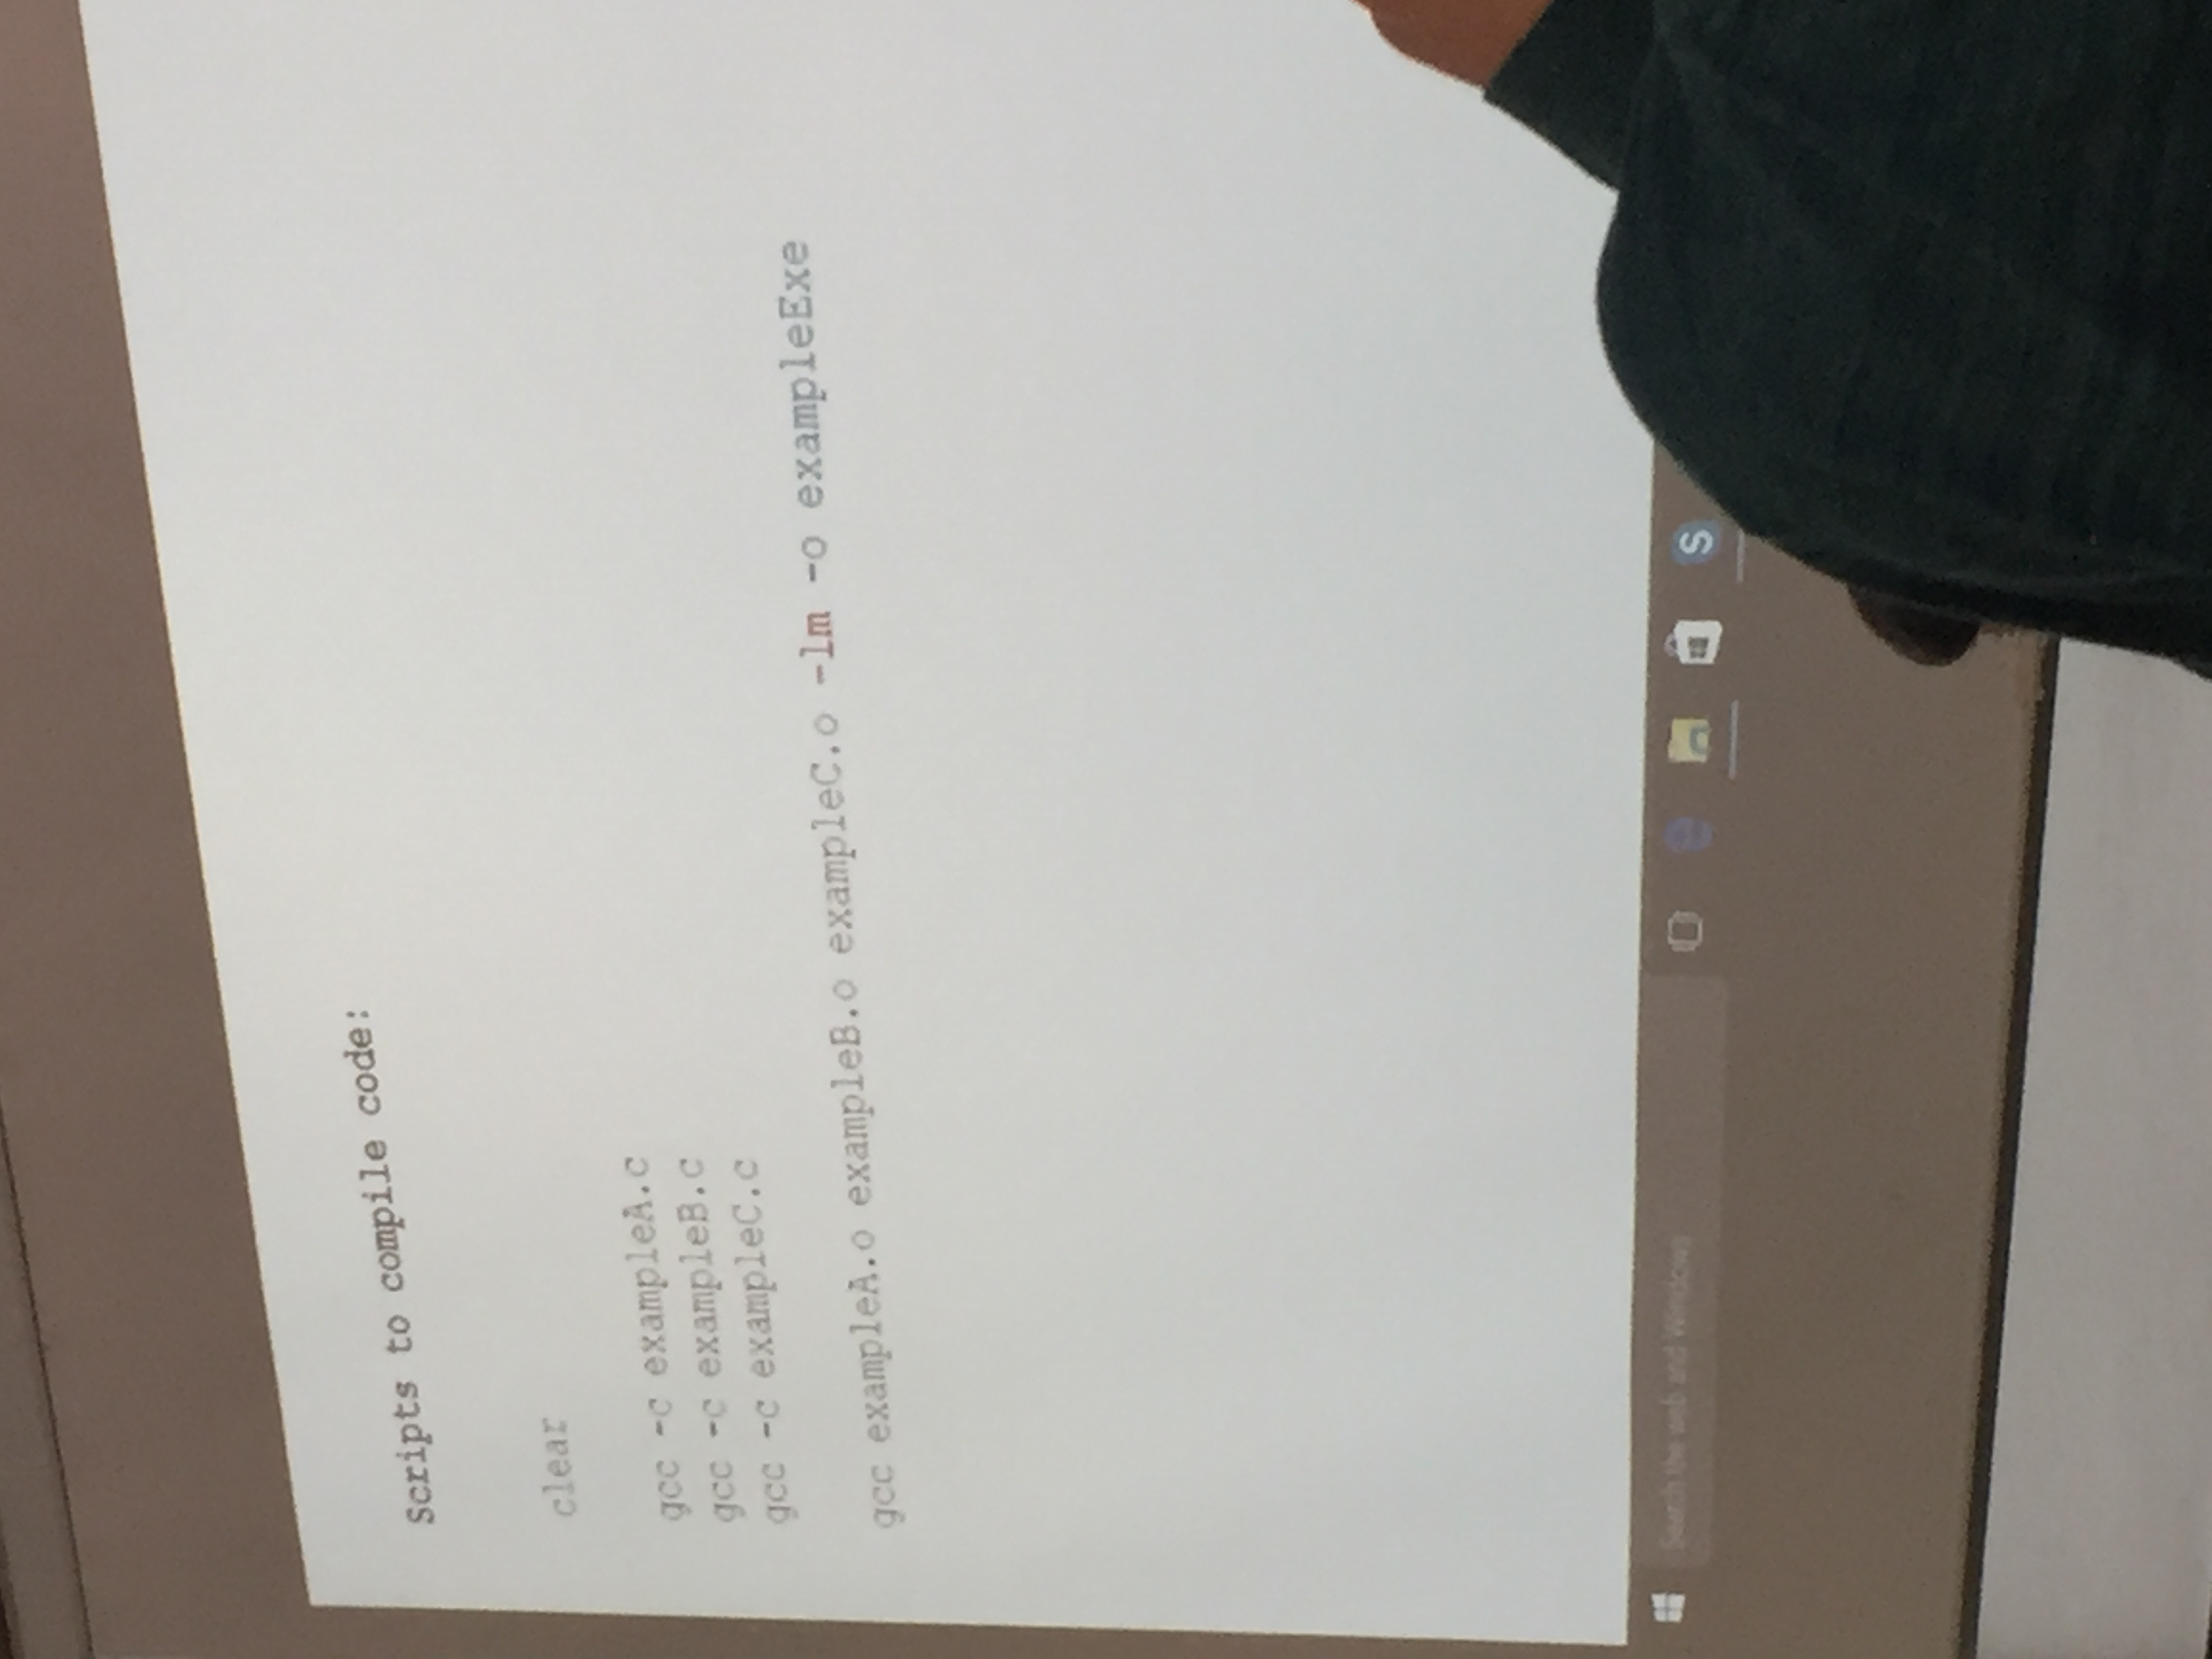 Scripts to compile code:
clear
gcc -c exampleA.c
gcc -c exampleB.c
gcc -c exampleC.c
gcc exampleA.o exampleB.o exampleC.o -lm -o exampleExe
Search the web and Windows
S